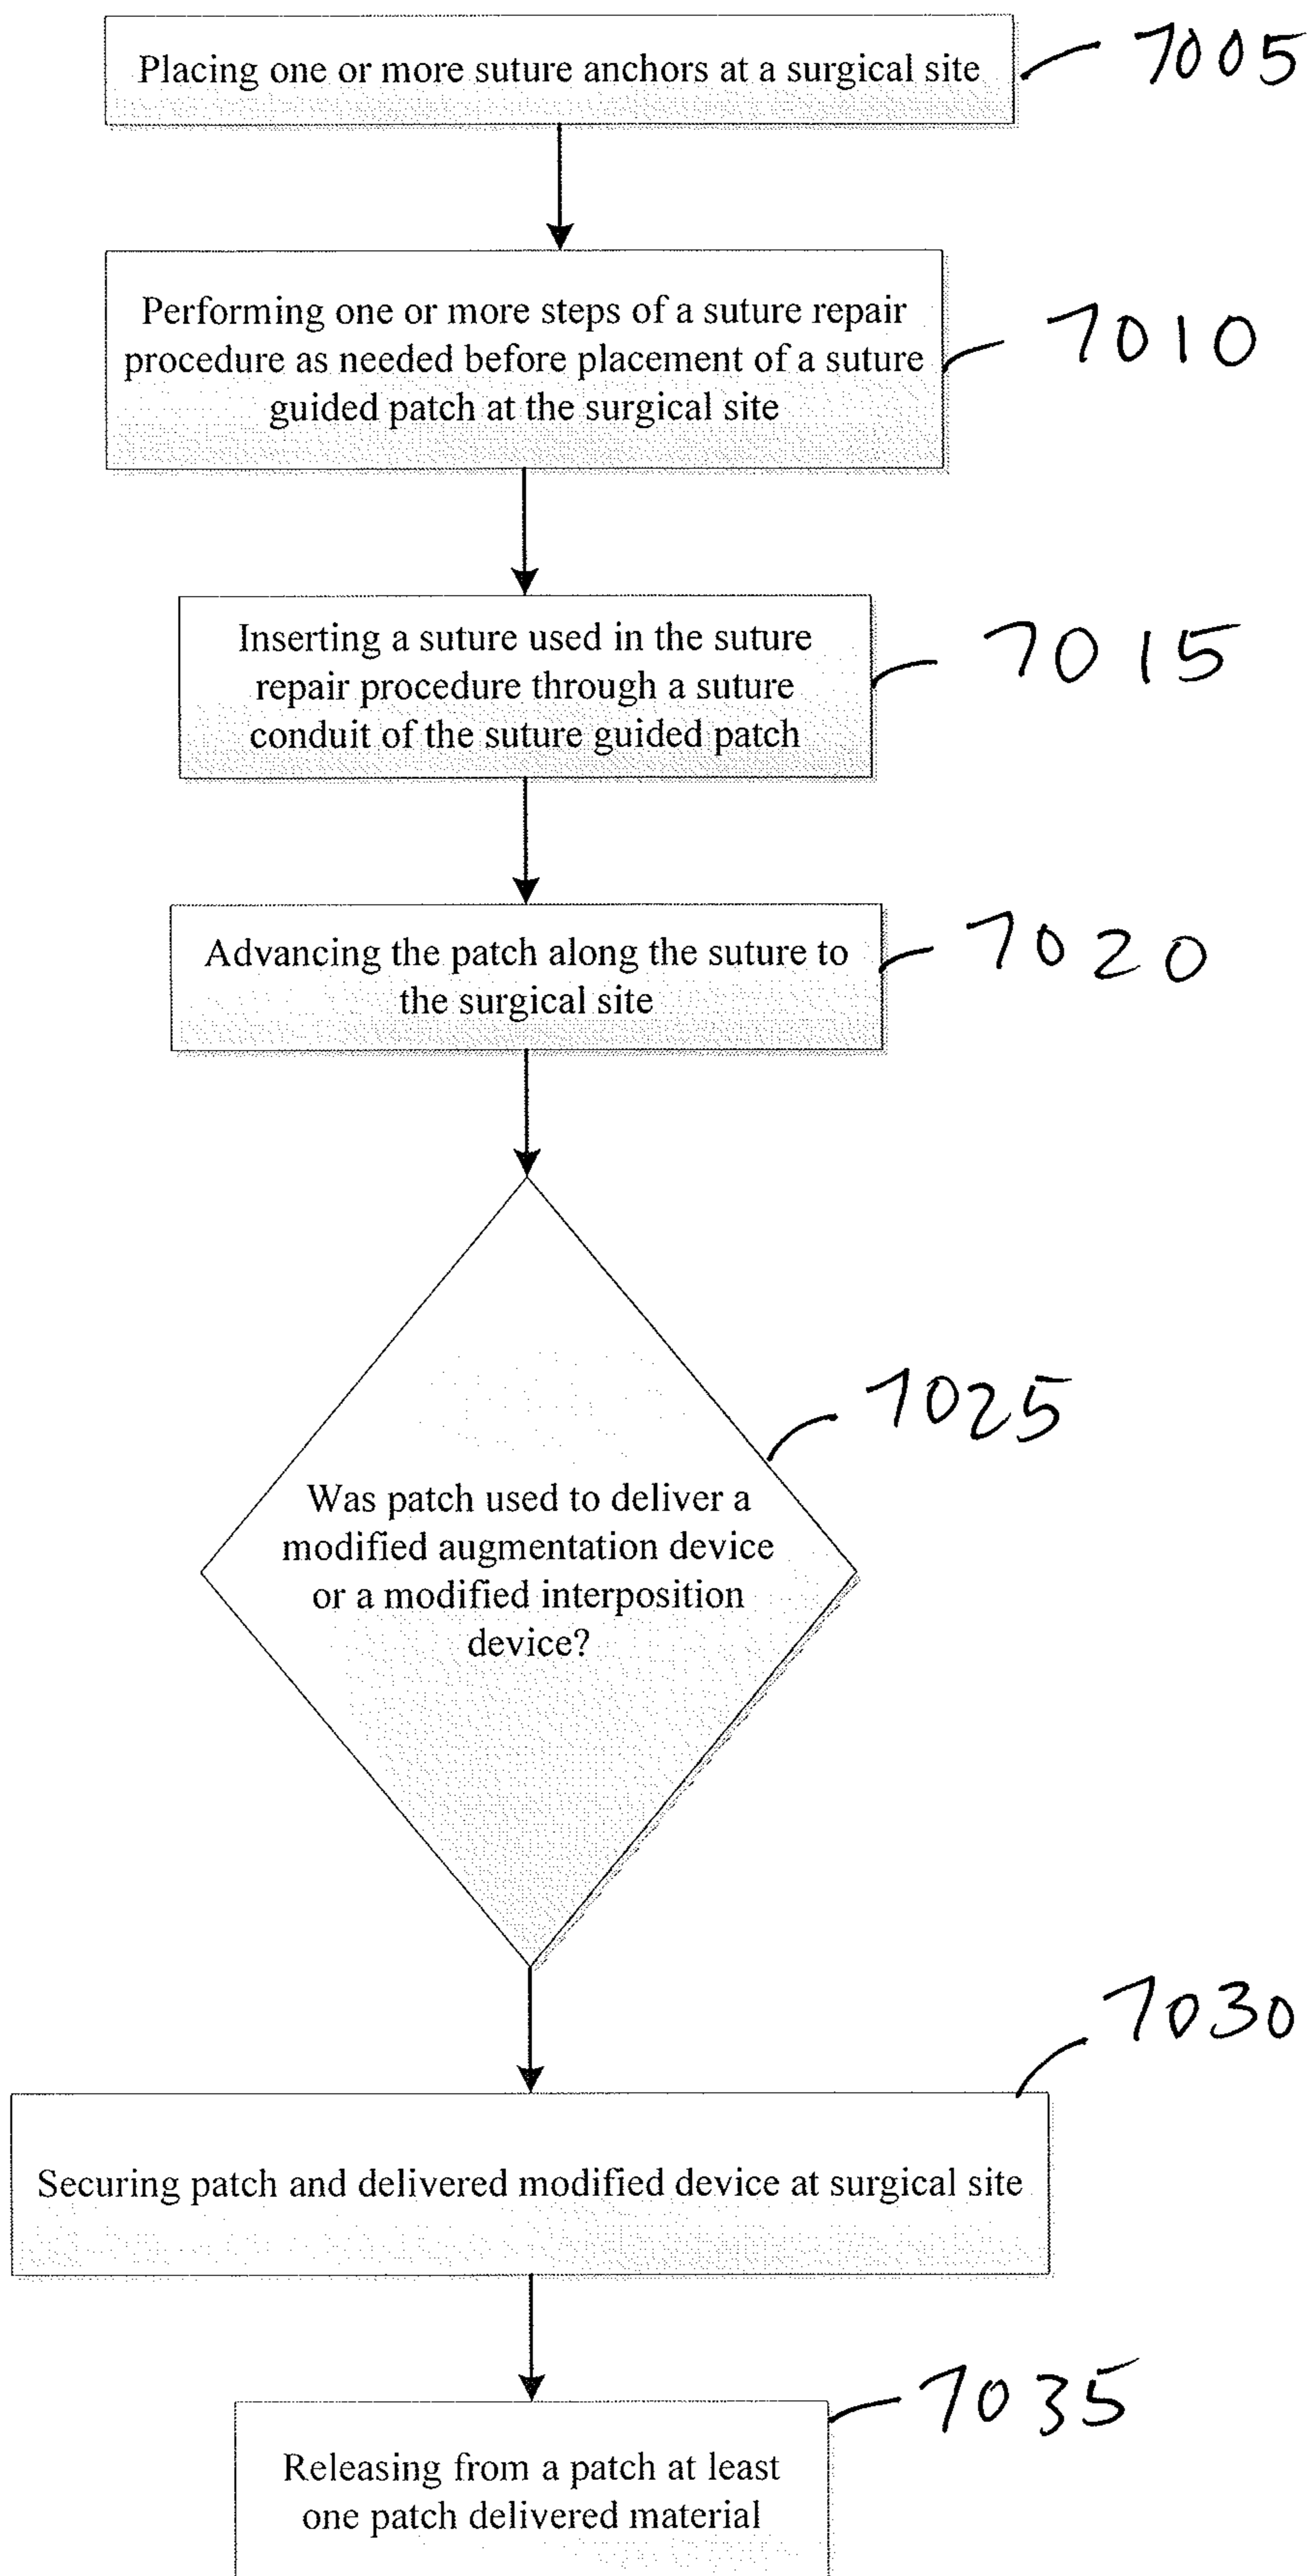 Placing one or more suture anchors at a surgical site
7005
Performing one or more steps of a suture repair
procedure as needed before placement of a suture
guided patch at the surgical site
7010
Inserting a suture used in the suture
repair procedure through a suture
conduit of the suture guided patch
7015
Advancing the patch along the suture to
the surgical site
7020
Was patch used to deliver a
modified augmentation device
or a modified interposition
device?
7025
Securing patch and delivered modified device at surgical site
7030
Releasing from a patch at least
one patch delivered material
7035